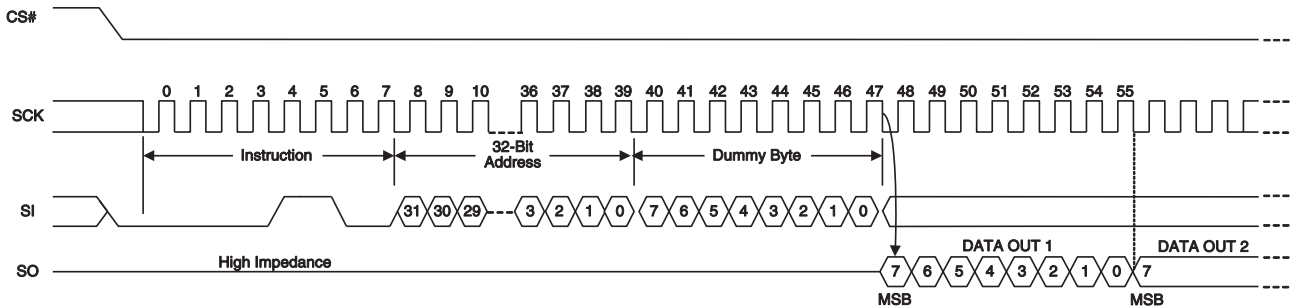 CS#
0 1 2 3 4 5 6 7 8 9 10 36 37 38 39 40 41 42 43 44 45 46 47 48 49 50 51 52 53 54 55
SCK
Instruction 32-Bit Address Dummy Byte
SI 31 30 29 3 2 1 0 7 6 5 4 3 2 1 0
DATA OUT 1 DATA OUT 2
High Impedance
SO 7 6 5 4 3 2 1 0 7
MSB MSB